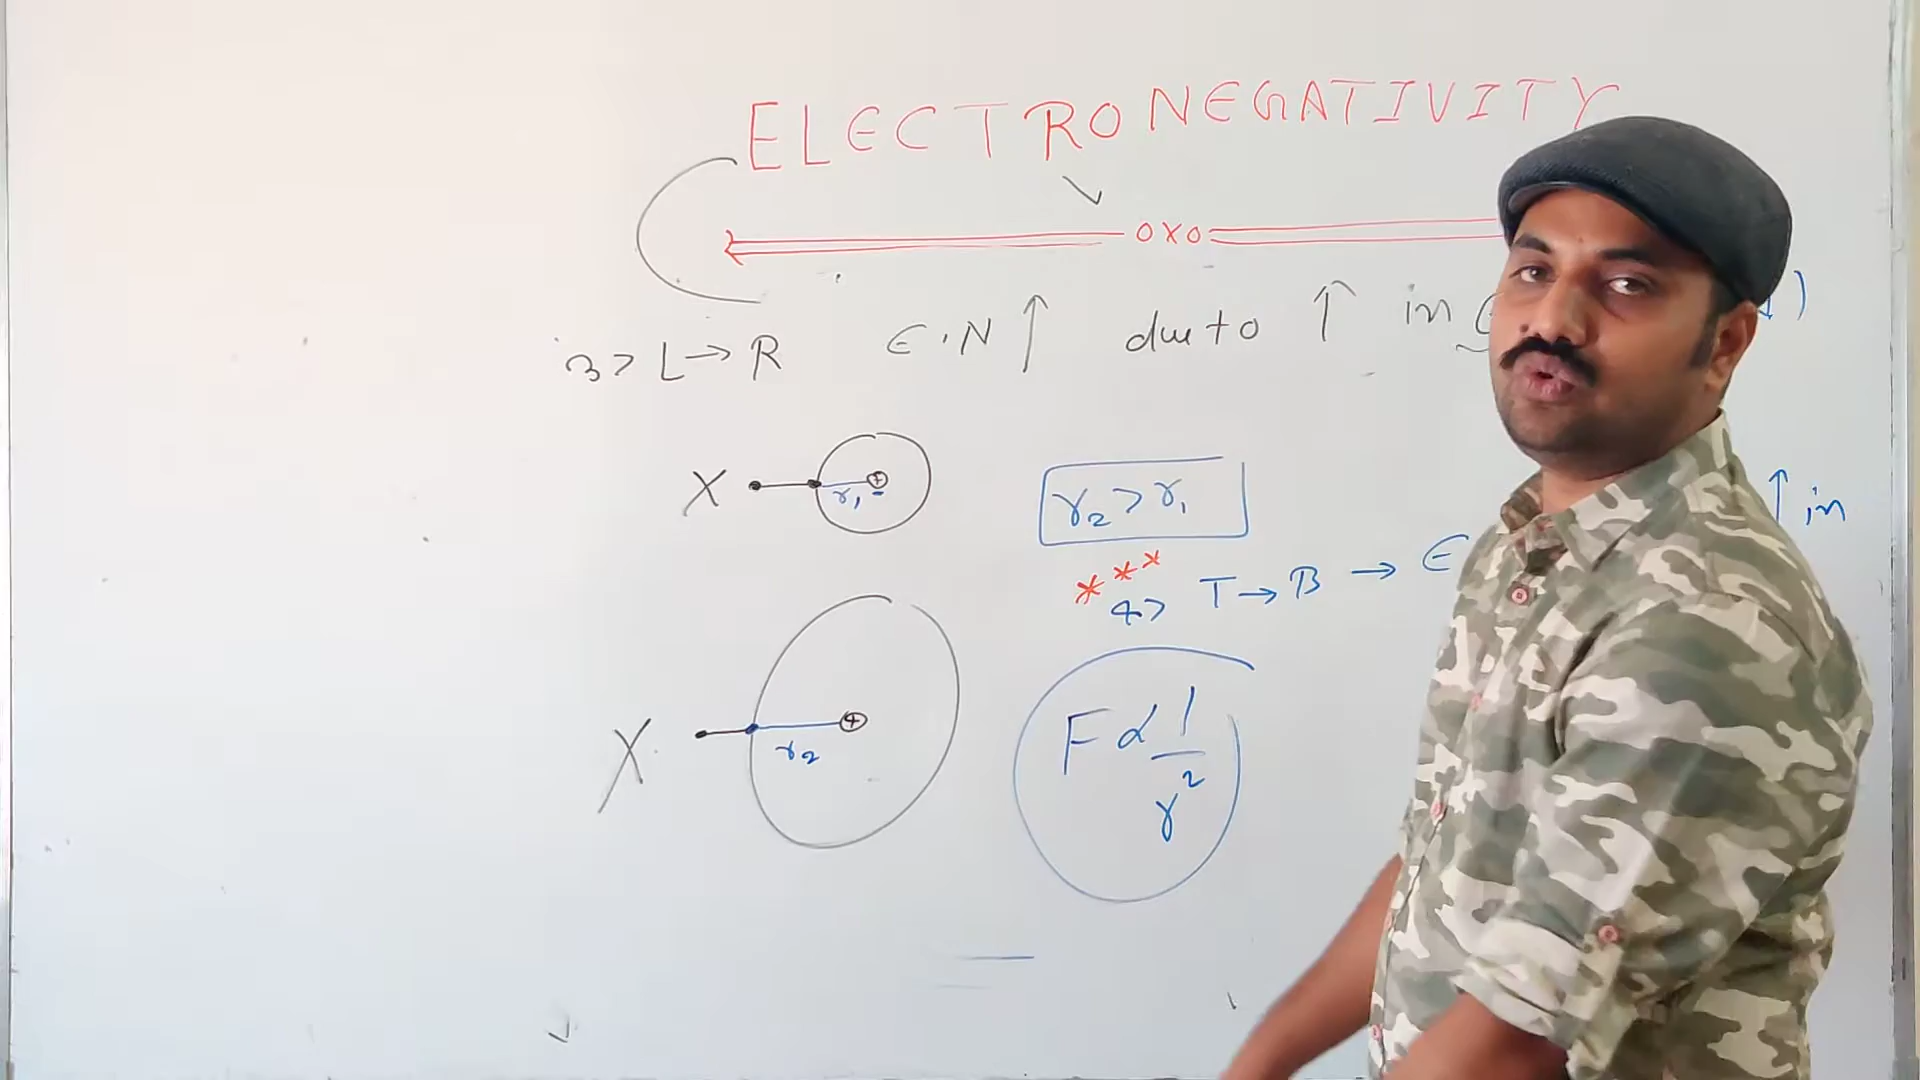 ELECTRONEGATIVITY
OXO
3> L→R E.N ↑ due to ↑ in
X r₁
r₂ > r₁
↑ in
***
4> T→B → E
X r₂
F ∝ 1/r²